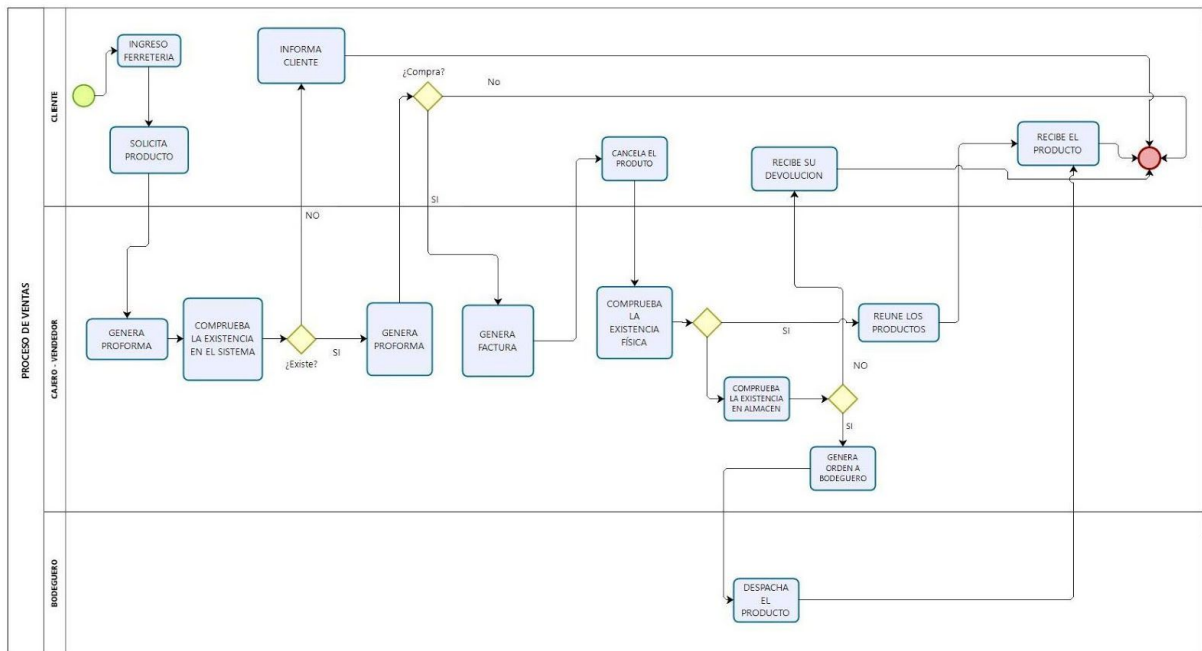 PROCESO DE VENTAS
CLIENTE
INGRESO
FERRETERIA
SOLICITA
PRODUCTO
INFORMA
CLIENTE
¿Compra?
No
SI
NO
CANCELA EL
PRODUTO
RECIBE SU
DEVOLUCION
RECIBE EL
PRODUCTO
CAJERO - VENDEDOR
GENERA
PROFORMA
COMPRUEBA
LA EXISTENCIA
EN EL SISTEMA
¿Existe?
SI
GENERA
PROFORMA
GENERA
FACTURA
COMPRUEBA
LA
EXISTENCIA
FÍSICA
SI
REUNE LOS
PRODUCTOS
NO
COMPRUEBA
LA EXISTENCIA
EN ALMACEN
SI
GENERA
ORDEN A
BODEGUERO
BODEGUERO
DESPACHA
EL
PRODUCTO